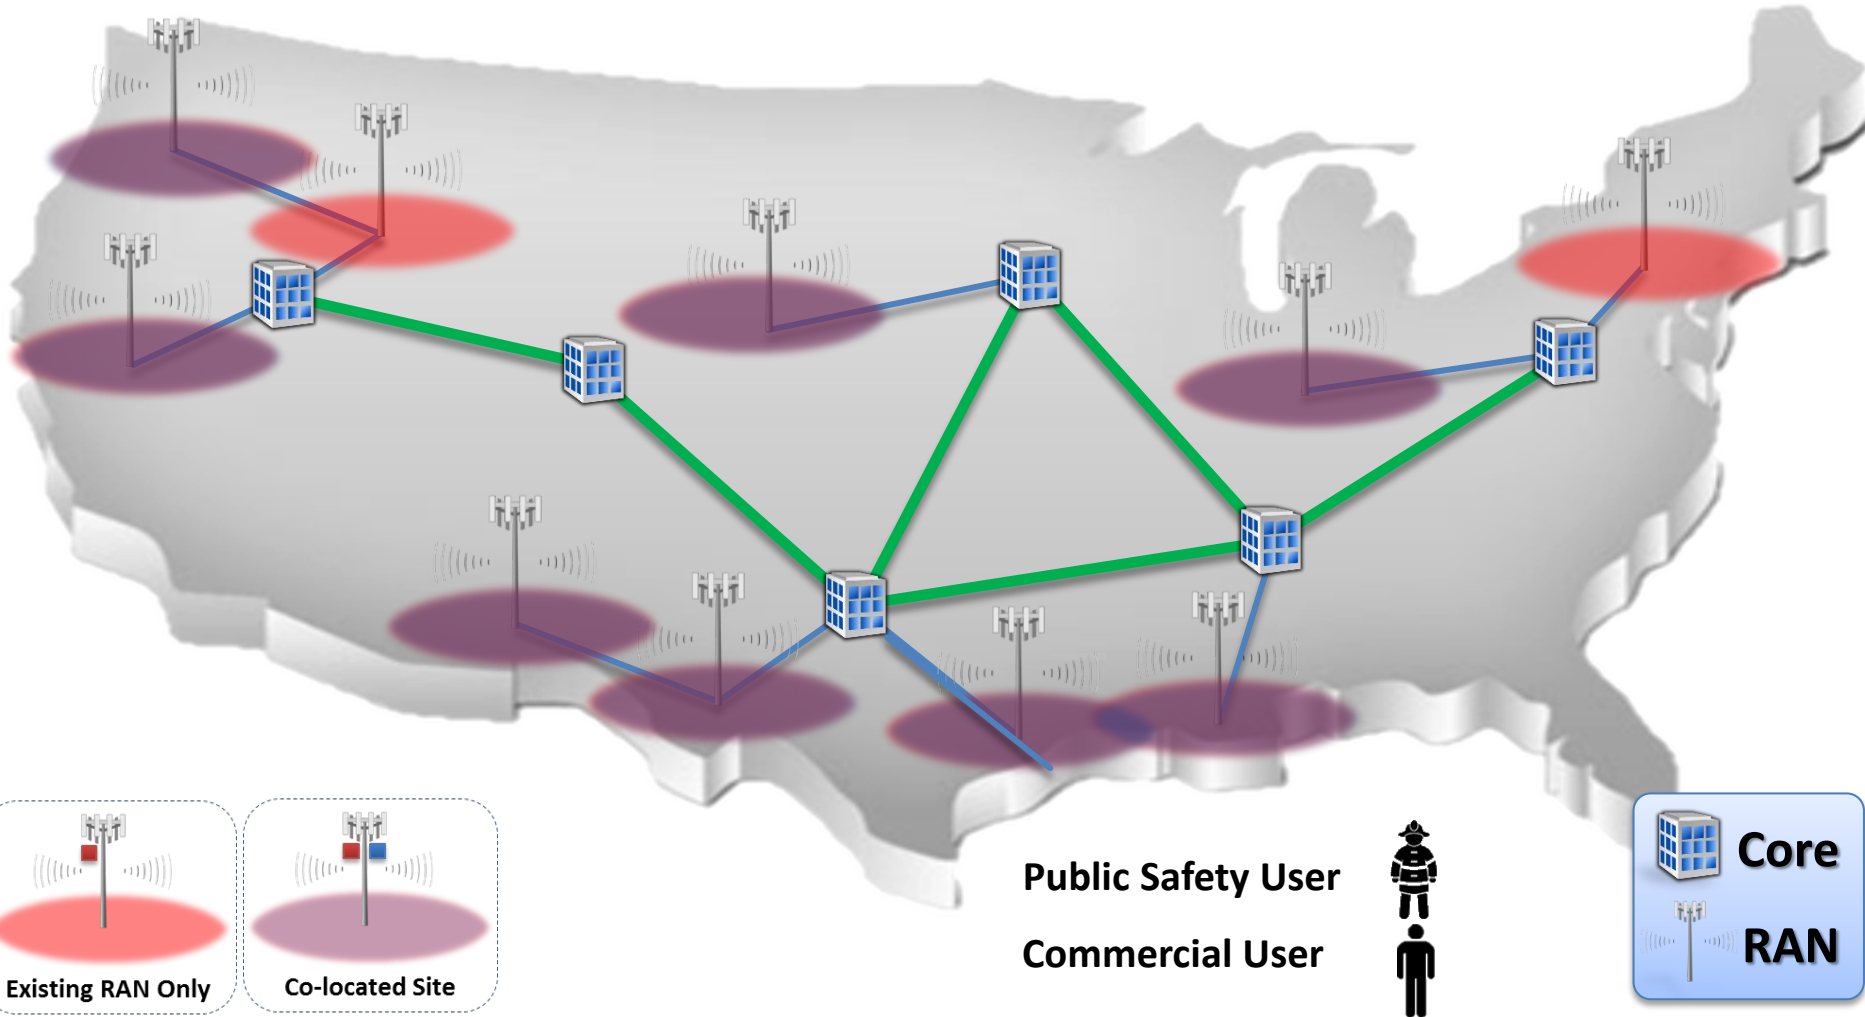 Existing RAN Only
Co-located Site
Public Safety User
Commercial User
Core
RAN